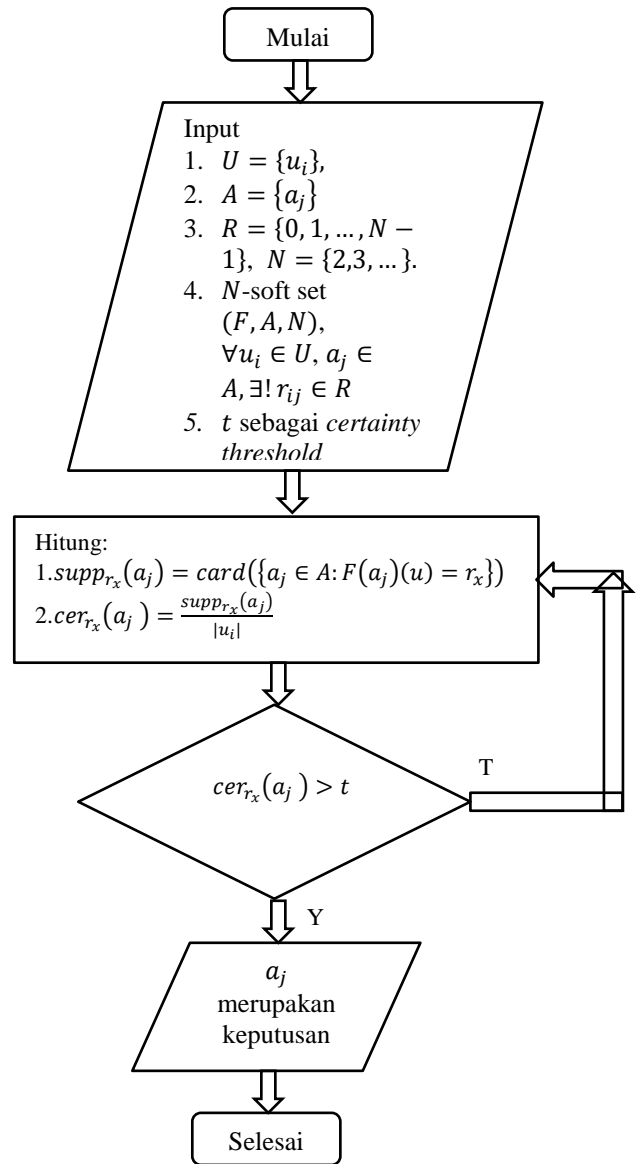 Mulai
Input
1. U = {u_i},
2. A = {a_j}
3. R = {0, 1, … , N −
1}, N = {2,3, … }.
4. N-soft set
(F, A, N),
∀u_i ∈ U, a_j ∈
A, ∃! r_ij ∈ R
5. t sebagai certainty
threshold
Hitung:
1.supp_{r_x}(a_j) = card({a_j ∈ A: F(a_j)(u) = r_x})
2.cer_{r_x}(a_j ) = supp_{r_x}(a_j) / |u_i|
cer_{r_x}(a_j ) > t
T
Y
a_j
merupakan
keputusan
Selesai